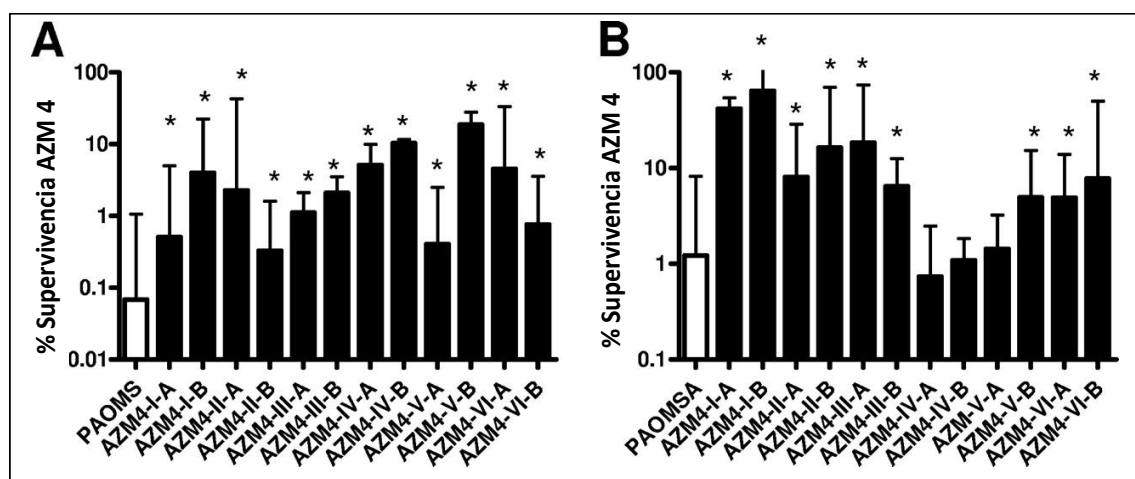 A
% Supervivencia AZM 4
100
10
1
0.1
0.01
* * * * * * * * * * * *
PAOMS
AZM4-I-A
AZM4-I-B
AZM4-II-A
AZM4-II-B
AZM4-III-A
AZM4-III-B
AZM4-IV-A
AZM4-IV-B
AZM4-V-A
AZM4-V-B
AZM4-VI-A
AZM4-VI-B
B
% Supervivencia AZM 4
100
10
1
0.1
* * * * * * * * *
PAOMSA
AZM4-I-A
AZM4-I-B
AZM4-II-A
AZM4-II-B
AZM4-III-A
AZM4-III-B
AZM4-IV-A
AZM4-IV-B
AZM-V-A
AZM4-V-B
AZM4-VI-A
AZM4-VI-B